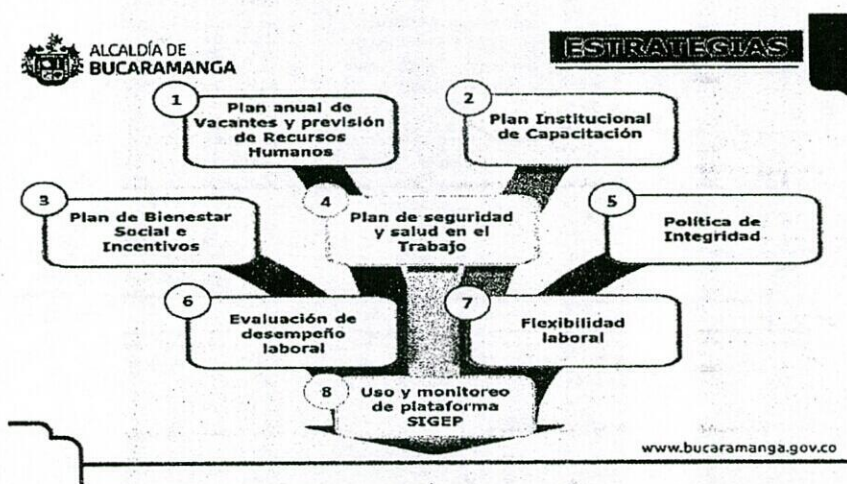 ALCALDÍA DE
BUCARAMANGA
ESTRATEGIAS
1
Plan anual de
Vacantes y previsión
de Recursos
Humanos
2
Plan Institucional
de Capacitación
3
Plan de Bienestar
Social e
Incentivos
4
Plan de seguridad
y salud en el
Trabajo
5
Política de
Integridad
6
Evaluación de
desempeño
laboral
7
Flexibilidad
laboral
8
Uso y monitoreo
de plataforma
SIGEP
www.bucaramanga.gov.co